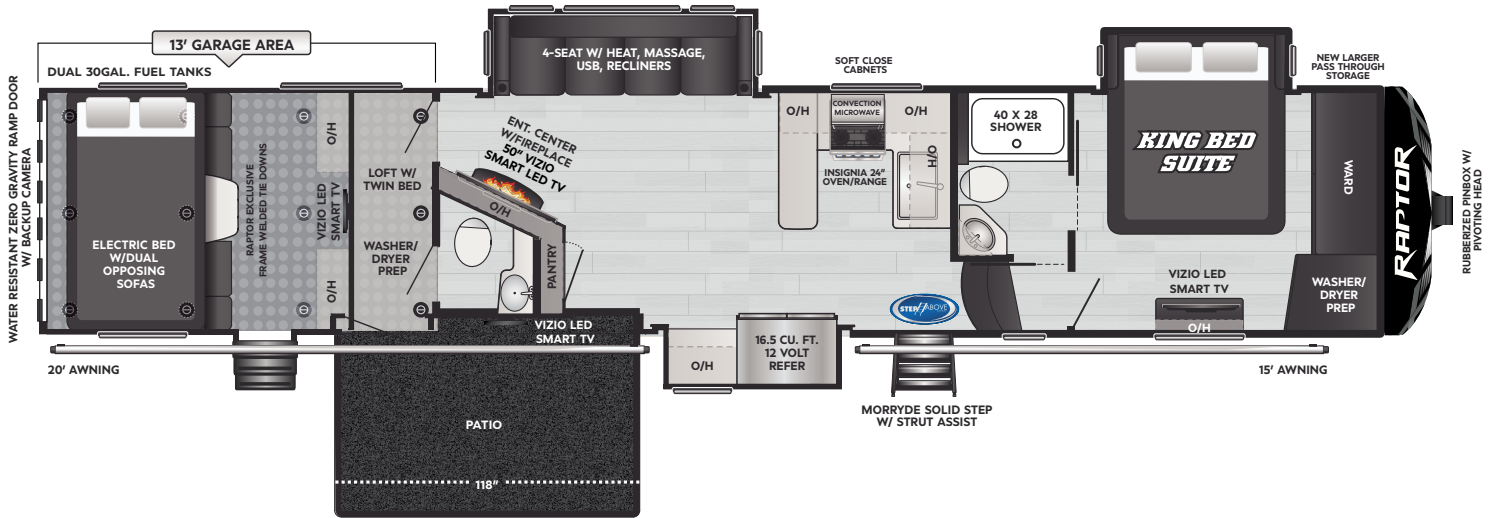 13' GARAGE AREA
DUAL 30GAL. FUEL TANKS
WATER RESISTANT ZERO GRAVITY RAMP DOOR
W/ BACKUP CAMERA
ELECTRIC BED
W/DUAL
OPPOSING
SOFAS
RAPTOR EXCLUSIVE
FRAME WELDED TIE DOWNS
O/H
VIZIO LED
SMART TV
O/H
LOFT W/
TWIN BED
WASHER/
DRYER
PREP
4-SEAT W/ HEAT, MASSAGE,
USB, RECLINERS
ENT. CENTER
W/FIREPLACE
50" VIZIO
SMART LED TV
O/H
PANTRY
VIZIO LED
SMART TV
20' AWNING
PATIO
118"
O/H
16.5 CU. FT.
12 VOLT
REFER
SOFT CLOSE
CABINETS
O/H
CONVECTION
MICROWAVE
O/H
O/H
INSIGNIA 24"
OVEN/RANGE
40 X 28
SHOWER
STEP ABOVE
MORRYDE SOLID STEP
W/ STRUT ASSIST
KING BED
SUITE
NEW LARGER
PASS THROUGH
STORAGE
WARD
WASHER/
DRYER
PREP
VIZIO LED
SMART TV
O/H
15' AWNING
RAPTOR
RUBBERIZED PINBOX W/
PIVOTING HEAD